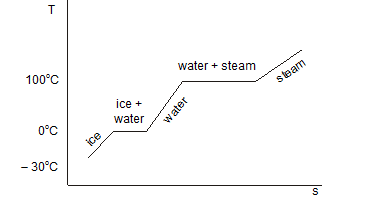 T
water + steam
100°C
steam
ice +
water
water
0°C
ice
– 30°C
s